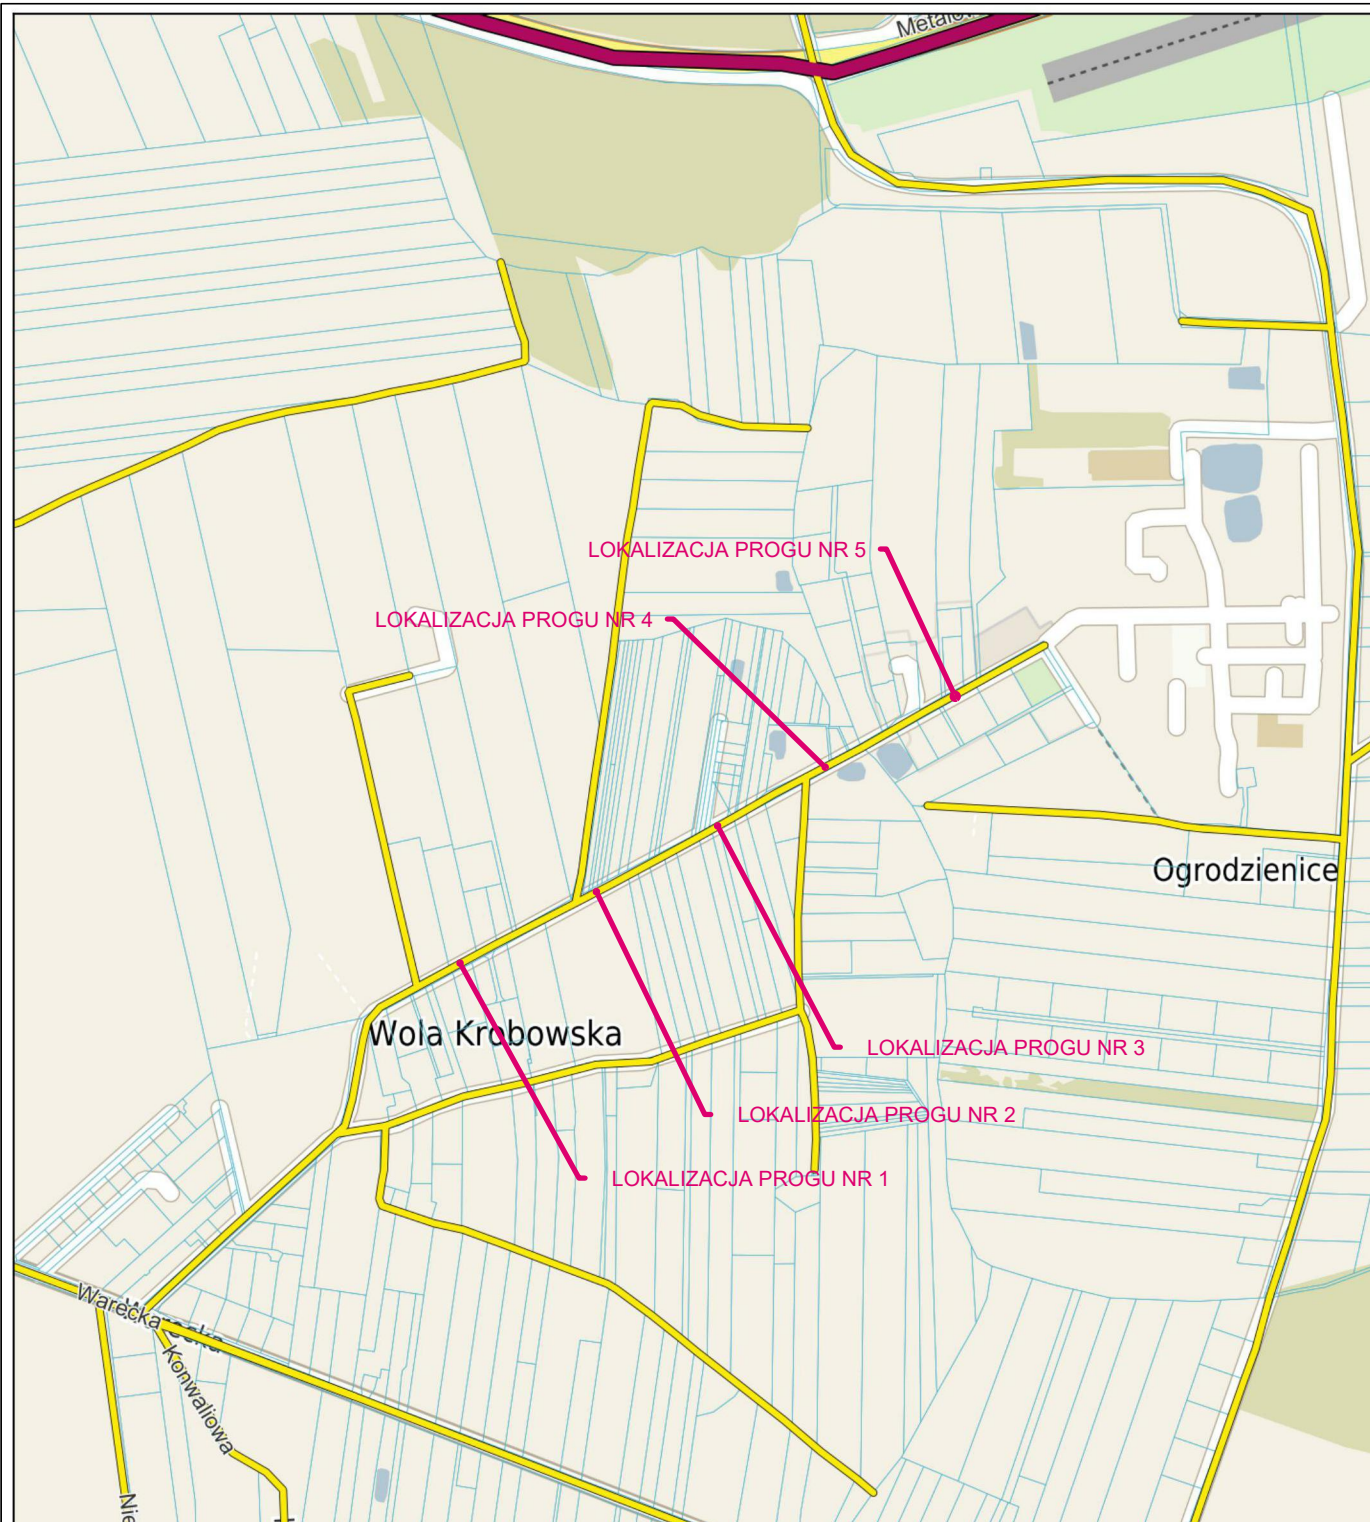 LOKALIZACJA PROGU NR 5
LOKALIZACJA PROGU NR 4
Ogrodzienice
Wola Krobowska
LOKALIZACJA PROGU NR 3
LOKALIZACJA PROGU NR 2
LOKALIZACJA PROGU NR 1
Warecka
Konwaliowa